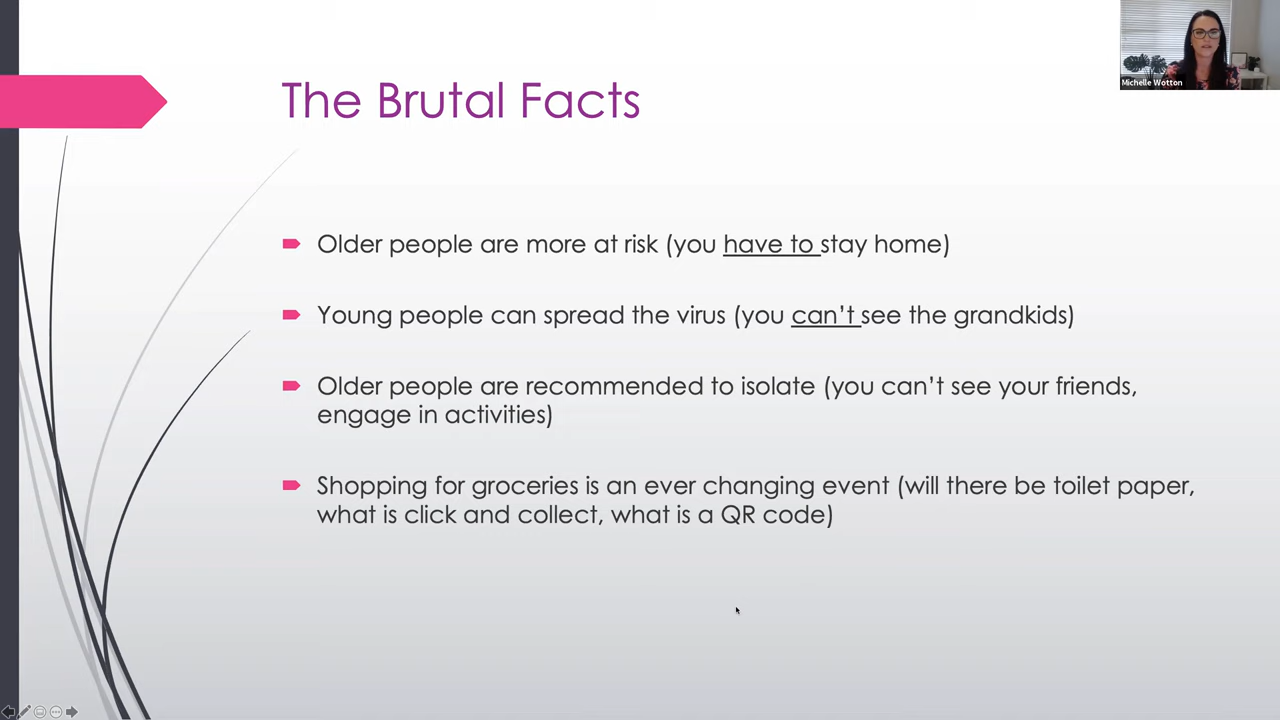 Michelle Wotton
The Brutal Facts
Older people are more at risk (you have to stay home)
Young people can spread the virus (you can't see the grandkids)
Older people are recommended to isolate (you can't see your friends,
engage in activities)
Shopping for groceries is an ever changing event (will there be toilet paper,
what is click and collect, what is a QR code)